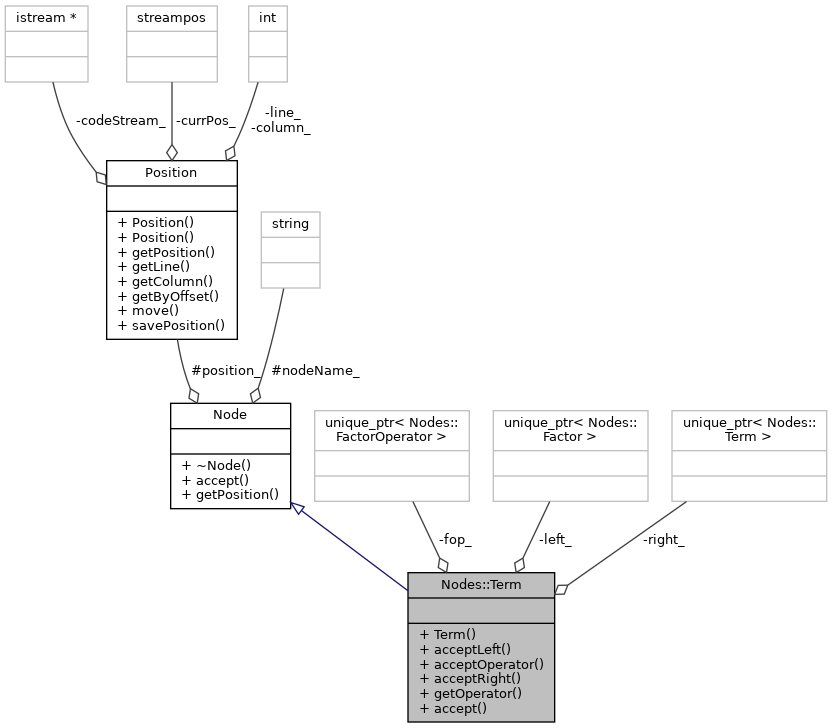 istream *
streampos
int
-codeStream_
-currPos_
-line_
-column_
Position
+ Position()
+ Position()
+ getPosition()
+ getLine()
+ getColumn()
+ getByOffset()
+ move()
+ savePosition()
string
#position_
#nodeName_
Node
+ ~Node()
+ accept()
+ getPosition()
unique_ptr< Nodes::
FactorOperator >
unique_ptr< Nodes::
Factor >
unique_ptr< Nodes::
Term >
-fop_
-left_
-right_
Nodes::Term
+ Term()
+ acceptLeft()
+ acceptOperator()
+ acceptRight()
+ getOperator()
+ accept()